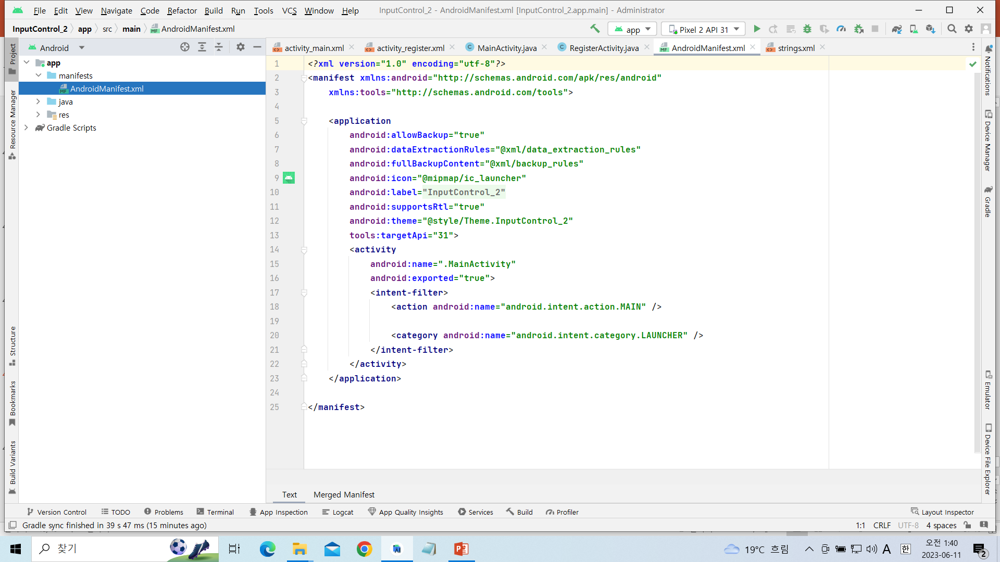 File Edit View Navigate Code Refactor Build Run Tools VCS Window Help InputControl_2 - AndroidManifest.xml [InputControl_2.app.main] - Administrator
InputControl_2 app src main AndroidManifest.xml app Pixel 2 API 31
Android
activity_main.xml activity_register.xml MainActivity.java RegisterActivity.java AndroidManifest.xml strings.xml
Project
Resource Manager
Structure
Bookmarks
Build Variants
app
manifests
AndroidManifest.xml
java
res
Gradle Scripts
1 <?xml version="1.0" encoding="utf-8"?>
2 <manifest xmlns:android="http://schemas.android.com/apk/res/android"
3 xmlns:tools="http://schemas.android.com/tools">
4
5 <application
6 android:allowBackup="true"
7 android:dataExtractionRules="@xml/data_extraction_rules"
8 android:fullBackupContent="@xml/backup_rules"
9 android:icon="@mipmap/ic_launcher"
10 android:label="InputControl_2"
11 android:supportsRtl="true"
12 android:theme="@style/Theme.InputControl_2"
13 tools:targetApi="31">
14 <activity
15 android:name=".MainActivity"
16 android:exported="true">
17 <intent-filter>
18 <action android:name="android.intent.action.MAIN" />
19
20 <category android:name="android.intent.category.LAUNCHER" />
21 </intent-filter>
22 </activity>
23 </application>
24
25 </manifest>
Notifications
Device Manager
Gradle
Emulator
Device File Explorer
Text Merged Manifest
Version Control TODO Problems Terminal App Inspection Logcat App Quality Insights Services Build Profiler Layout Inspector
Gradle sync finished in 39 s 47 ms (15 minutes ago) 1:1 CRLF UTF-8 4 spaces
찾기 19°C 흐림 A 한 오전 1:40
2023-06-11 2